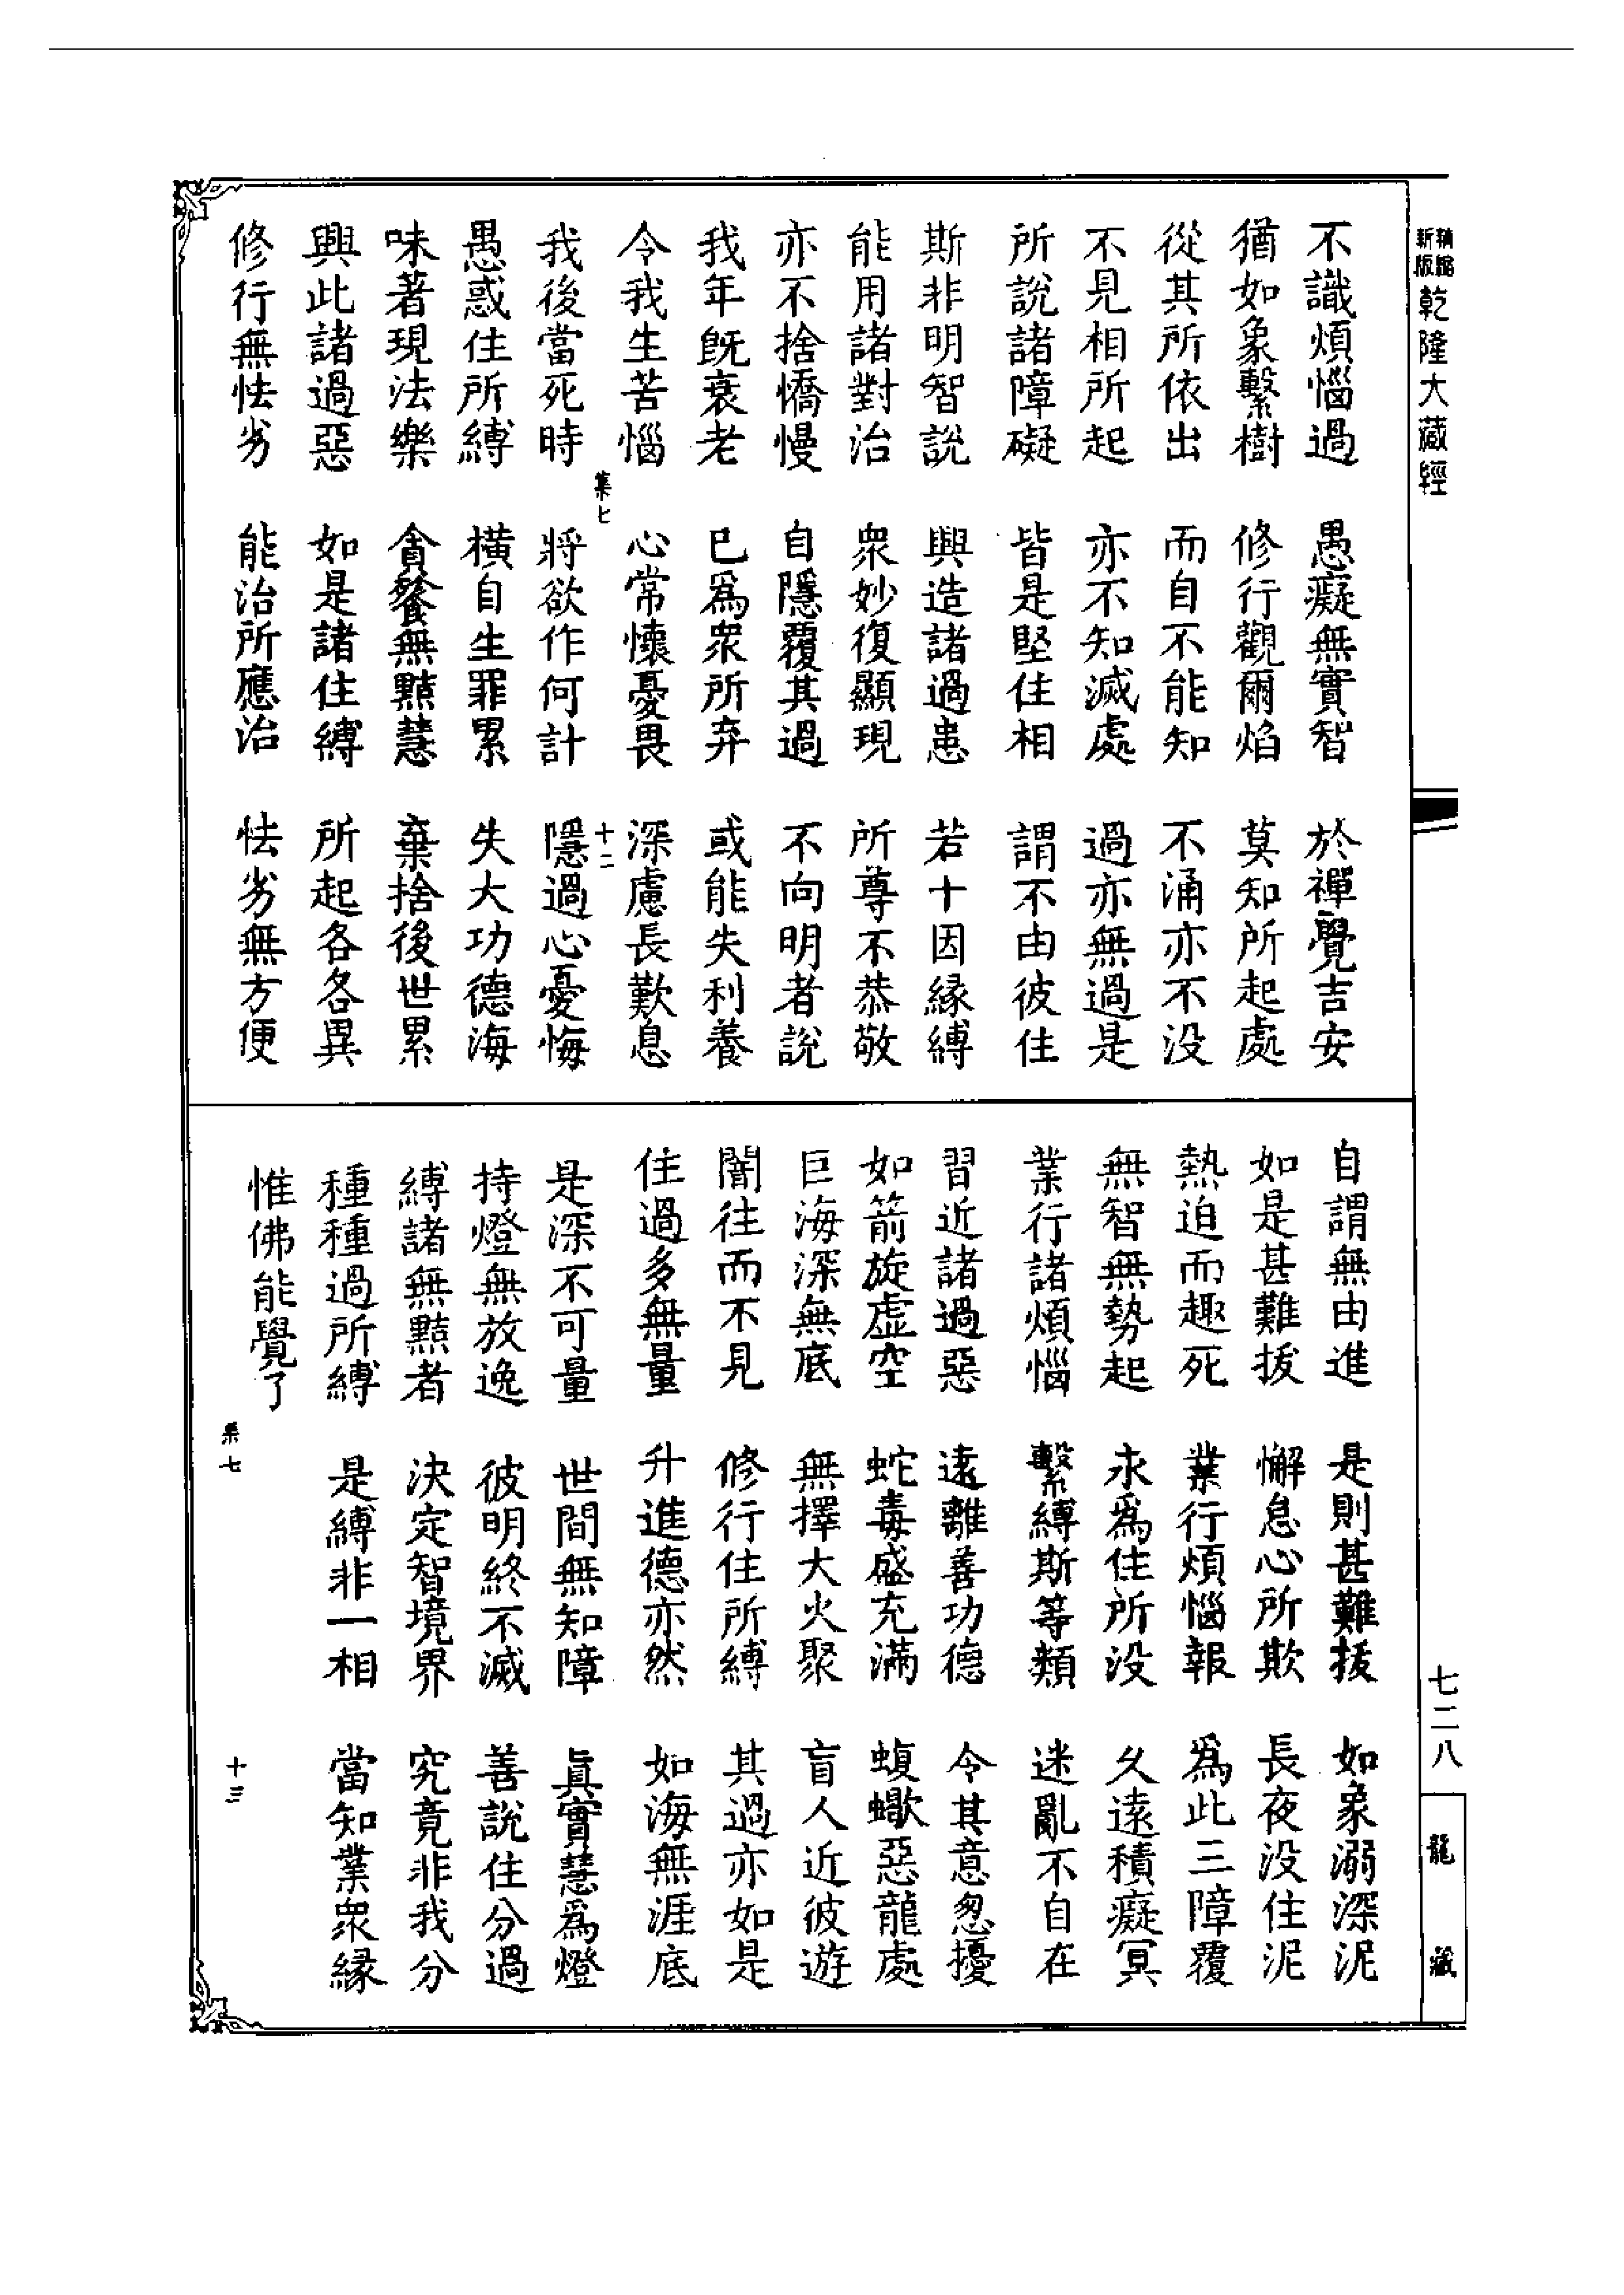 新版
精縮
乾隆大藏經
不識煩惱過　愚癡無實智　於禪覺吉安
猶如象繫樹　修行觀爾焰　莫知所起處
從其所依出　而自不能知　不涌亦不没
不見相所起　亦不知滅處　過亦無過是
所說諸障礙　皆是堅住相　謂不由彼住
斯非明智說　興造諸過患　若十因縁縛
能用諸對治　衆妙復顯現　所尊不恭敬
亦不捨憍慢　自隱覆其過　不向明者說
我年旣衰老　已爲衆所弃　或能失利養
令我生苦惱　心常懷憂畏　深慮長歎息
集七　十二
我後當死時　將欲作何計　隱過心憂悔
愚惑住所縛　橫自生罪累　失大功德海
味著現法樂　貪餮無黠慧　棄捨後世累
興此諸過惡　如是諸住縛　所起各各異
修行無怯劣　能治所應治　怯劣無方便
自謂無由進　是則甚難拔　如象溺深泥
如是甚難拔　懈怠心所欺　長夜没住泥
熱迫而趣死　業行煩惱報　爲此三障覆
無智無勢起　永爲住所没　久遠積癡冥
業行諸煩惱　繫縛斯等類　迷亂不自在
習近諸過惡　遠離善功德　令其意怱擾
如箭旋虛空　蛇毒盛充滿　蝮蠍惡龍處
巨海深無底　無擇大火聚　盲人近彼遊
闇往而不見　修行住所縛　其過亦如是
住過多無量　升進德亦然　如海無涯底
是深不可量　世間無知障　眞實慧爲燈
持燈無放逸　彼明終不滅　善說住分過
縛諸無黠者　決定智境界　究竟非我分
種種過所縛　是縛非一相　當知業衆縁
惟佛能覺了
集七　十三
七二八
龍藏